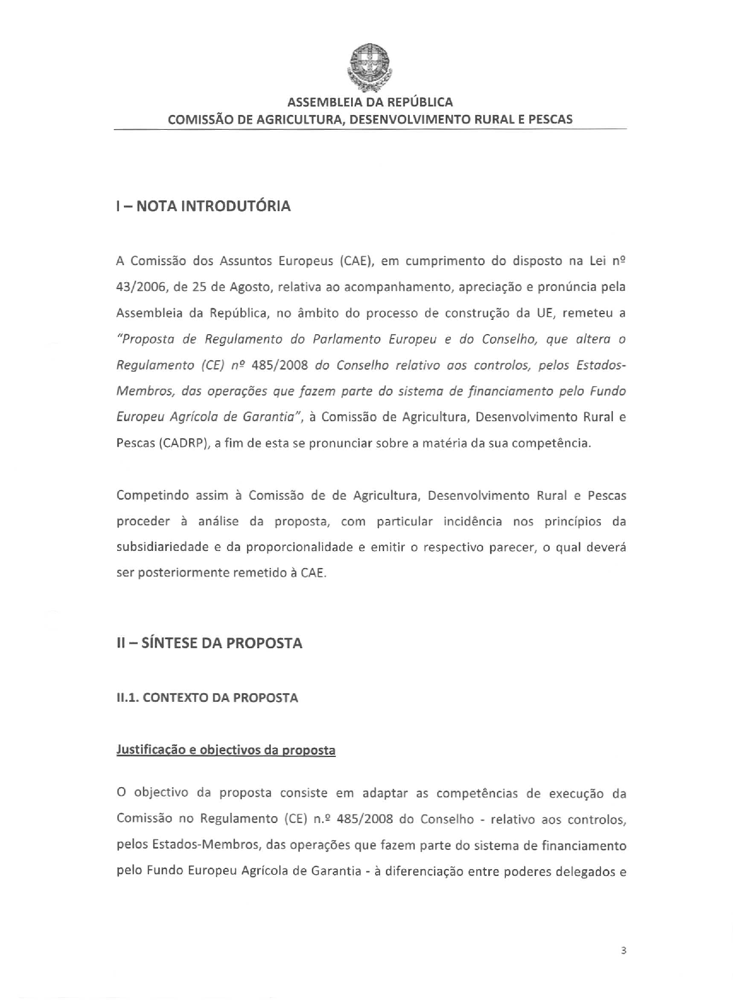 ASSEMBLEIA DA REPÚBLICA
COMISSÃO DE AGRICULTURA, DESENVOLVIMENTO RURAL E PESCAS
I – NOTA INTRODUTÓRIA
A Comissão dos Assuntos Europeus (CAE), em cumprimento do disposto na Lei nº
43/2006, de 25 de Agosto, relativa ao acompanhamento, apreciação e pronúncia pela
Assembleia da República, no âmbito do processo de construção da UE, remeteu a
"Proposta de Regulamento do Parlamento Europeu e do Conselho, que altera o
Regulamento (CE) nº 485/2008 do Conselho relativo aos controlos, pelos Estados-
Membros, das operações que fazem parte do sistema de financiamento pelo Fundo
Europeu Agrícola de Garantia", à Comissão de Agricultura, Desenvolvimento Rural e
Pescas (CADRP), a fim de esta se pronunciar sobre a matéria da sua competência.
Competindo assim à Comissão de de Agricultura, Desenvolvimento Rural e Pescas
proceder à análise da proposta, com particular incidência nos princípios da
subsidiariedade e da proporcionalidade e emitir o respectivo parecer, o qual deverá
ser posteriormente remetido à CAE.
II – SÍNTESE DA PROPOSTA
II.1. CONTEXTO DA PROPOSTA
Justificação e objectivos da proposta
O objectivo da proposta consiste em adaptar as competências de execução da
Comissão no Regulamento (CE) n.º 485/2008 do Conselho - relativo aos controlos,
pelos Estados-Membros, das operações que fazem parte do sistema de financiamento
pelo Fundo Europeu Agrícola de Garantia - à diferenciação entre poderes delegados e
3